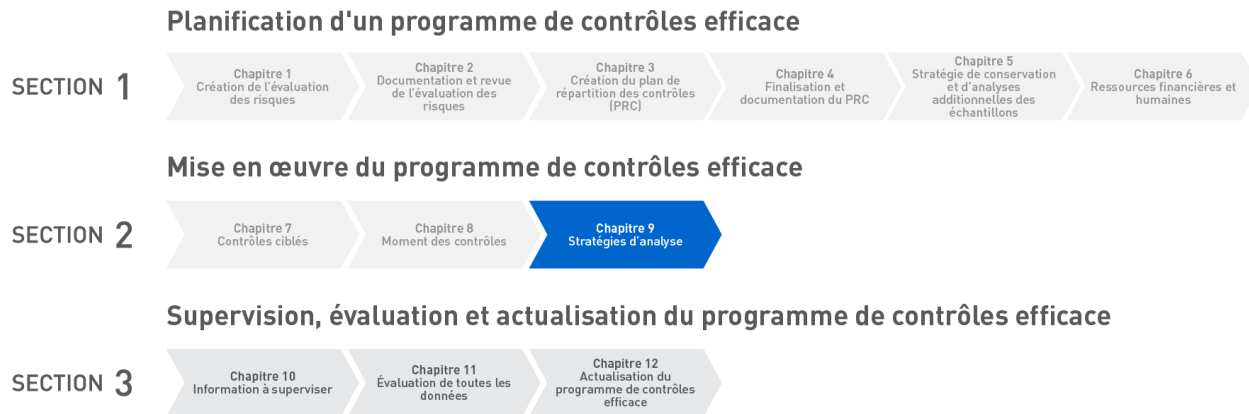 Planification d'un programme de contrôles efficace
SECTION 1
Chapitre 1
Création de l'évaluation
des risques
Chapitre 2
Documentation et revue
de l'évaluation des
risques
Chapitre 3
Création du plan de
répartition des contrôles
(PRC)
Chapitre 4
Finalisation et
documentation du PRC
Chapitre 5
Stratégie de conservation
et d'analyses
additionnelles des
échantillons
Chapitre 6
Ressources financières et
humaines
Mise en œuvre du programme de contrôles efficace
SECTION 2
Chapitre 7
Contrôles ciblés
Chapitre 8
Moment des contrôles
Chapitre 9
Stratégies d'analyse
Supervision, évaluation et actualisation du programme de contrôles efficace
SECTION 3
Chapitre 10
Information à superviser
Chapitre 11
Évaluation de toutes les
données
Chapitre 12
Actualisation du
programme de contrôles
efficace